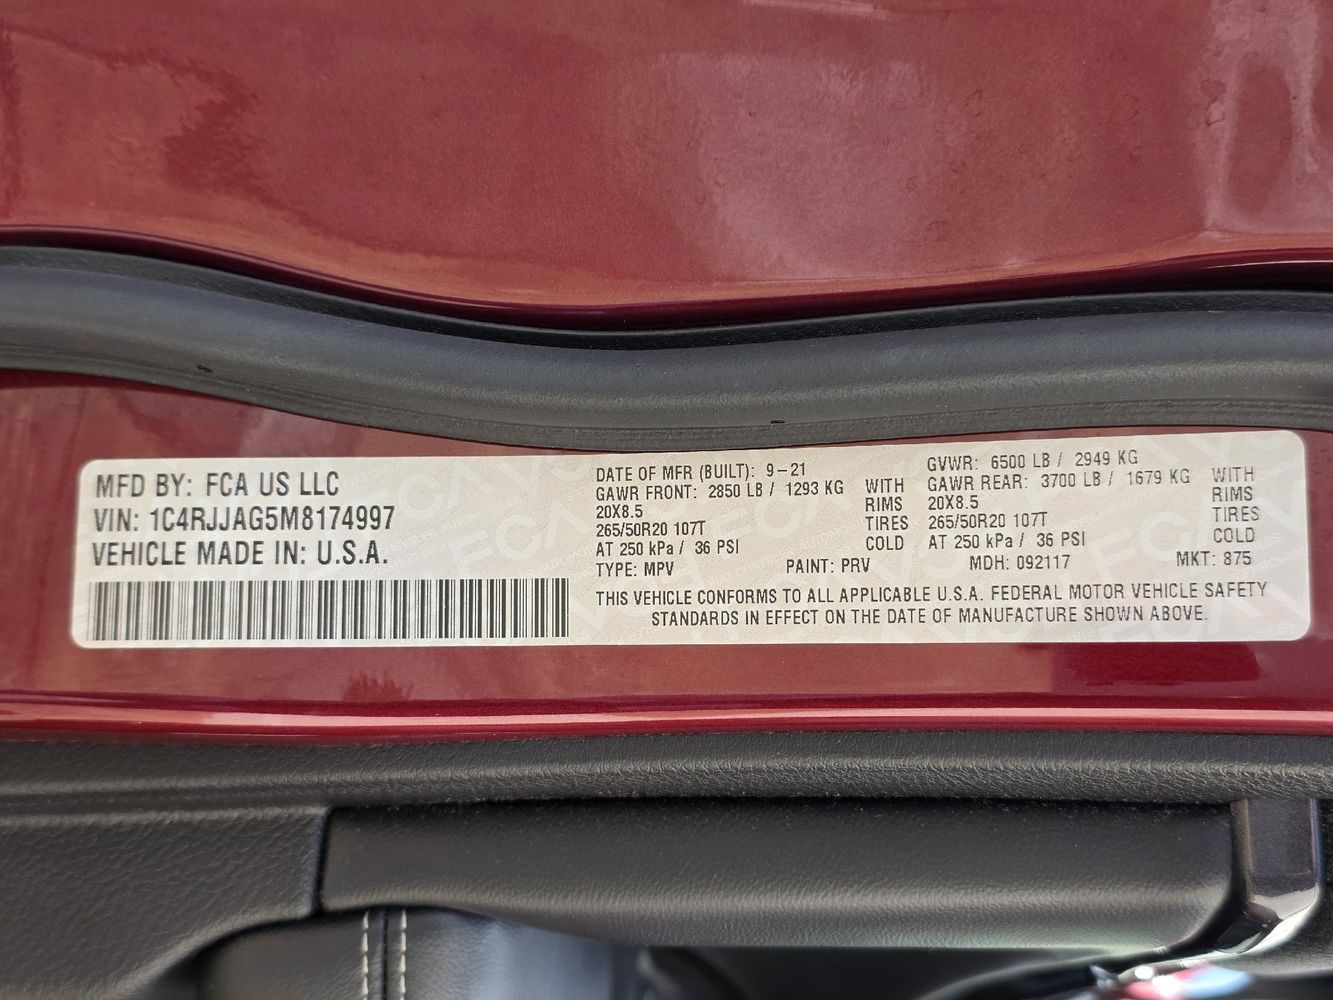 MFD BY: FCA US LLC
VIN: 1C4RJJAG5M8174997
VEHICLE MADE IN: U.S.A.
DATE OF MFR (BUILT): 9-21
GAWR FRONT: 2850 LB / 1293 KG WITH
20X8.5 RIMS
265/50R20 107T TIRES
AT 250 kPa / 36 PSI COLD
GVWR: 6500 LB / 2949 KG
GAWR REAR: 3700 LB / 1679 KG WITH
20X8.5 RIMS
265/50R20 107T TIRES
AT 250 kPa / 36 PSI COLD
TYPE: MPV PAINT: PRV MDH: 092117 MKT: 875
THIS VEHICLE CONFORMS TO ALL APPLICABLE U.S.A. FEDERAL MOTOR VEHICLE SAFETY
STANDARDS IN EFFECT ON THE DATE OF MANUFACTURE SHOWN ABOVE.